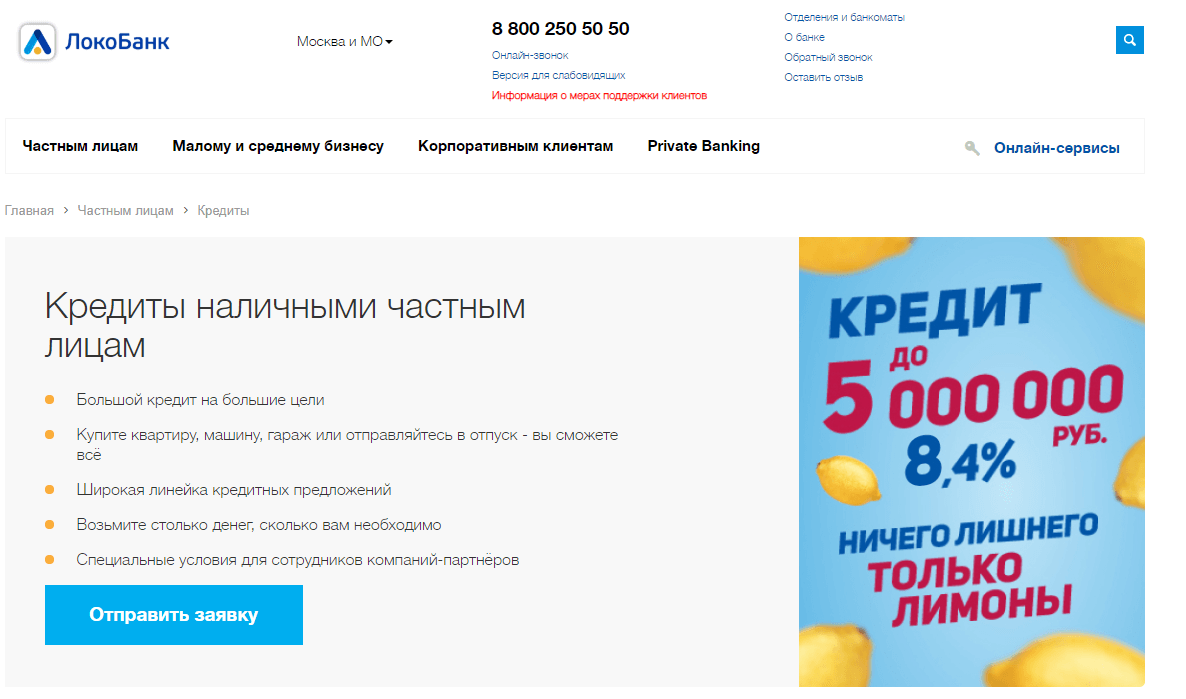 ЛокоБанк
Москва и МО
8 800 250 50 50
Онлайн-звонок
Версия для слабовидящих
Информация о мерах поддержки клиентов
Отделения и банкоматы
О банке
Обратный звонок
Оставить отзыв
Частным лицам
Малому и среднему бизнесу
Корпоративным клиентам
Private Banking
Онлайн-сервисы
Главная > Частным лицам > Кредиты
Кредиты наличными частным
лицам
Большой кредит на большие цели
Купите квартиру, машину, гараж или отправляйтесь в отпуск - вы сможете
всё
Широкая линейка кредитных предложений
Возьмите столько денег, сколько вам необходимо
Специальные условия для сотрудников компаний-партнёров
Отправить заявку
КРЕДИТ
ДО
5 000 000
РУБ.
8,4%
НИЧЕГО ЛИШНЕГО
ТОЛЬКО
ЛИМОНЫ